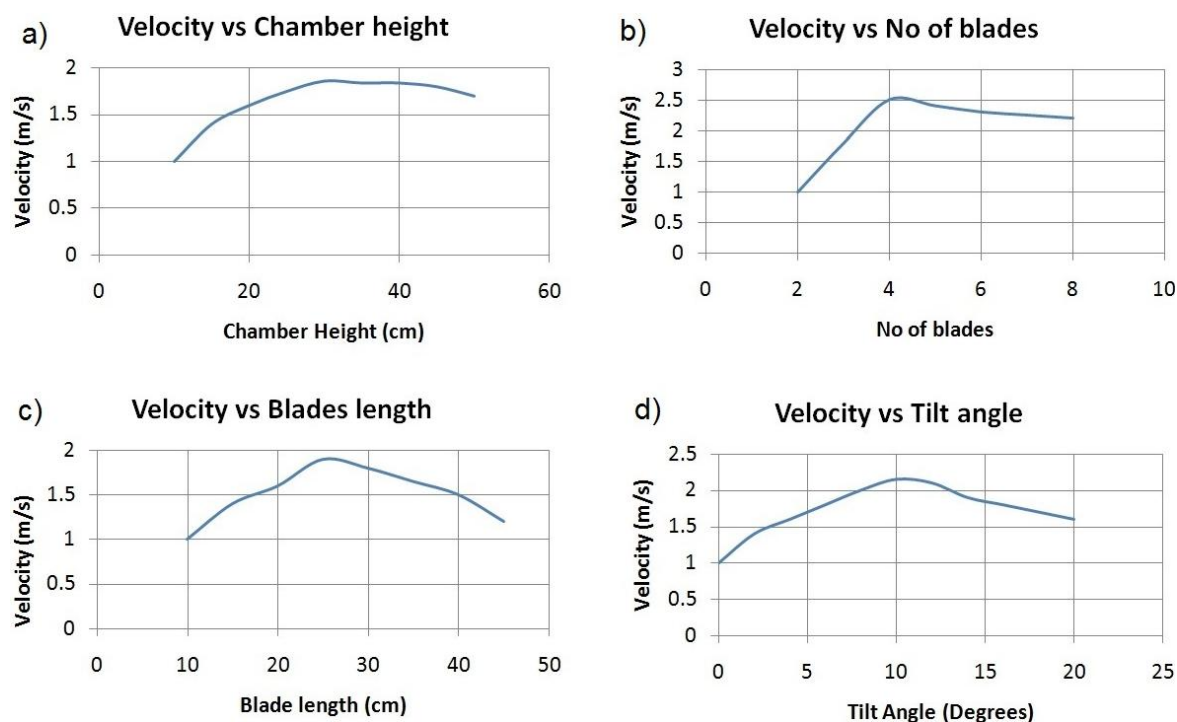 a)
Velocity vs Chamber height
2
1.5
1
0.5
0
Velocity (m/s)
0 20 40 60
Chamber Height (cm)
b)
Velocity vs No of blades
3
2.5
2
1.5
1
0.5
0
Velocity (m/s)
0 2 4 6 8 10
No of blades
c)
Velocity vs Blades length
2
1.5
1
0.5
0
Velocity (m/s)
0 10 20 30 40 50
Blade length (cm)
d)
Velocity vs Tilt angle
2.5
2
1.5
1
0.5
0
Velocity (m/s)
0 5 10 15 20 25
Tilt Angle (Degrees)